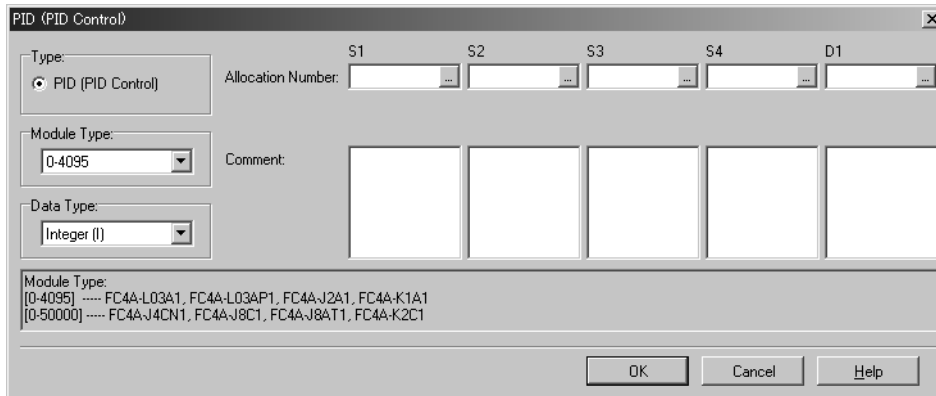 PID (PID Control)
Type:
PID (PID Control)
S1 S2 S3 S4 D1
Allocation Number: ... ... ... ... ...
Module Type:
0-4095
Comment:
Data Type:
Integer (I)
Module Type:
[0-4095] ----- FC4A-L03A1, FC4A-L03AP1, FC4A-J2A1, FC4A-K1A1
[0-50000] ----- FC4A-J4CN1, FC4A-J8C1, FC4A-J8AT1, FC4A-K2C1
OK Cancel Help